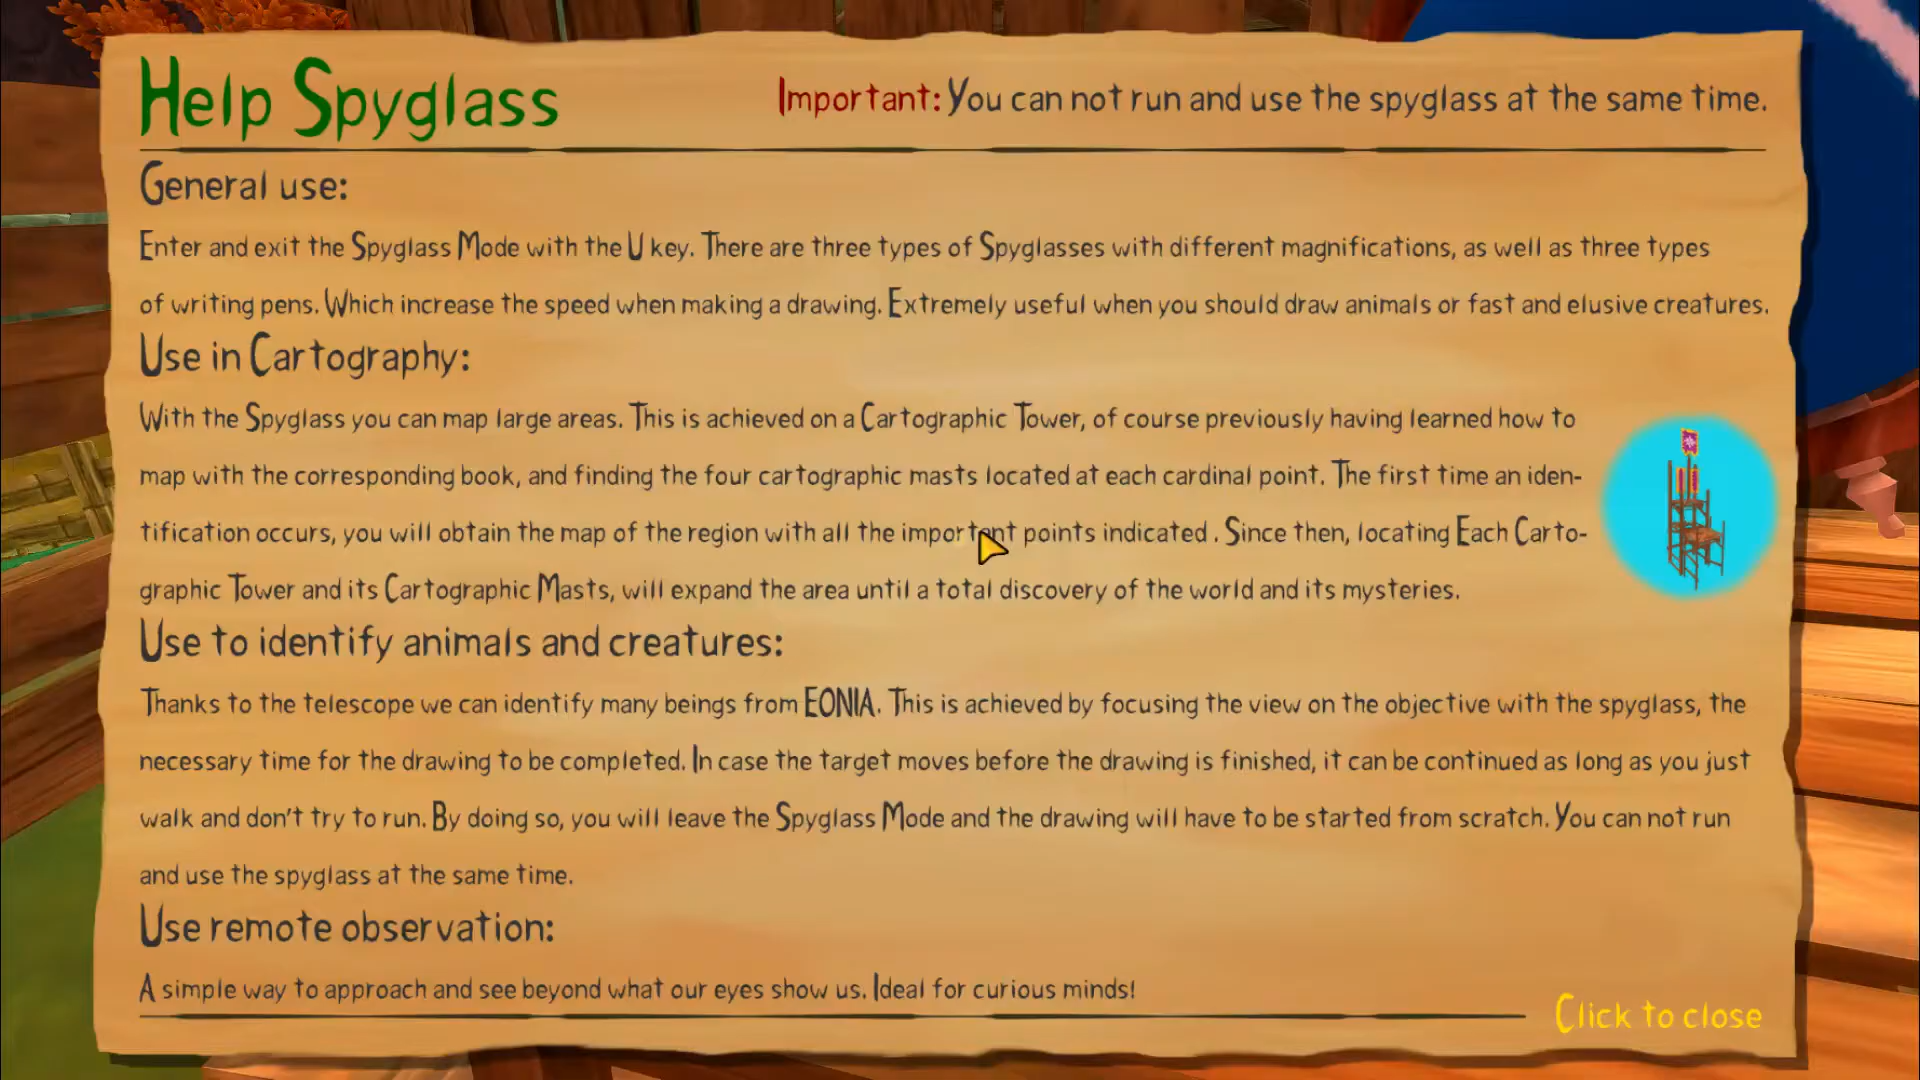 Help Spyglass
Important: You can not run and use the spyglass at the same time.
General use:
Enter and exit the Spyglass Mode with the U key. There are three types of Spyglasses with different magnifications, as well as three types
of writing pens. Which increase the speed when making a drawing. Extremely useful when you should draw animals or fast and elusive creatures.
Use in Cartography:
With the Spyglass you can map large areas. This is achieved on a Cartographic Tower, of course previously having learned how to
map with the corresponding book, and finding the four cartographic masts located at each cardinal point. The first time an iden-
tification occurs, you will obtain the map of the region with all the important points indicated . Since then, locating Each Carto-
graphic Tower and its Cartographic Masts, will expand the area until a total discovery of the world and its mysteries.
Use to identify animals and creatures:
Thanks to the telescope we can identify many beings from EONIA. This is achieved by focusing the view on the objective with the spyglass, the
necessary time for the drawing to be completed. In case the target moves before the drawing is finished, it can be continued as long as you just
walk and don't try to run. By doing so, you will leave the Spyglass Mode and the drawing will have to be started from scratch. You can not run
and use the spyglass at the same time.
Use remote observation:
A simple way to approach and see beyond what our eyes show us. Ideal for curious minds!
Click to close